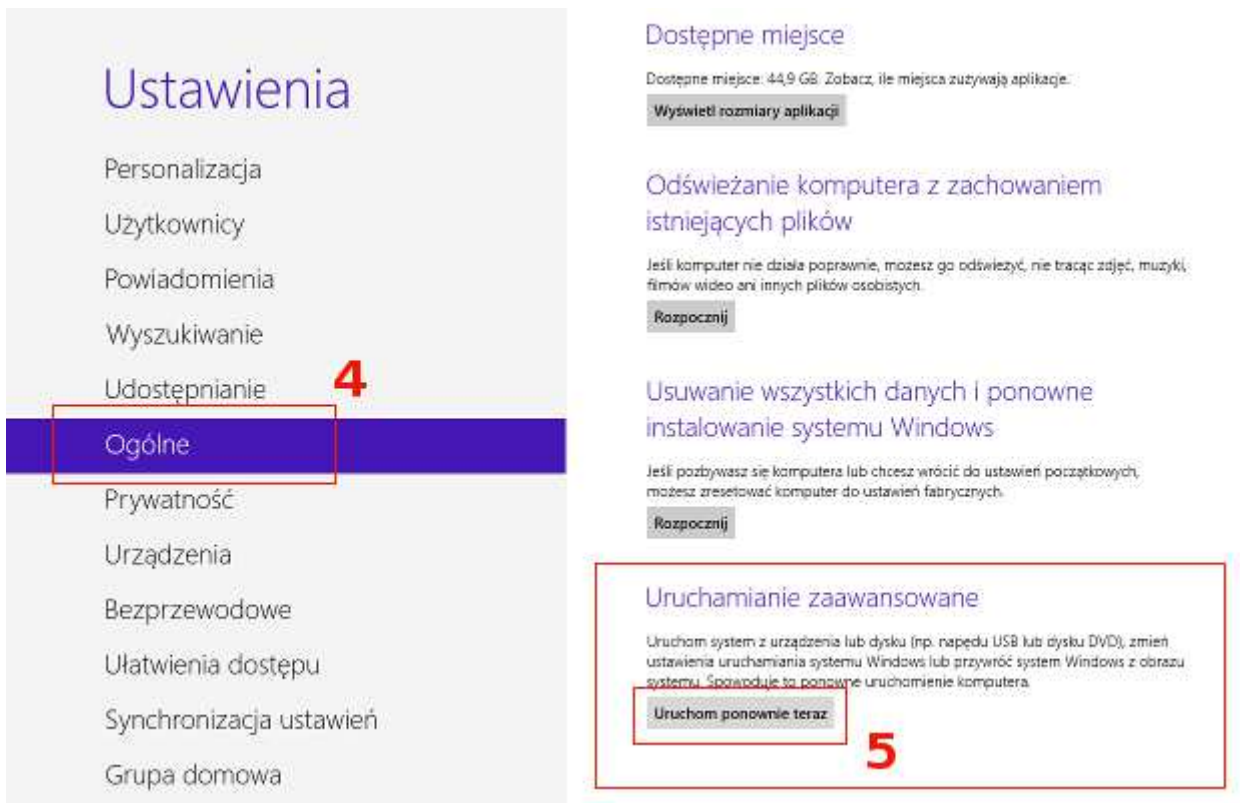 Ustawienia
Personalizacja
Użytkownicy
Powiadomienia
Wyszukiwanie
Udostępnianie
4
Ogólne
Prywatność
Urządzenia
Bezprzewodowe
Ułatwienia dostępu
Synchronizacja ustawień
Grupa domowa
Dostępne miejsce
Dostępne miejsce: 44,9 GB. Zobacz, ile miejsca zużywają aplikacje.
Wyświetl rozmiary aplikacji
Odświeżanie komputera z zachowaniem
istniejących plików
Jeśli komputer nie działa poprawnie, możesz go odświeżyć, nie tracąc zdjęć, muzyki,
filmów wideo ani innych plików osobistych.
Rozpocznij
Usuwanie wszystkich danych i ponowne
instalowanie systemu Windows
Jeśli pozbywasz się komputera lub chcesz wrócić do ustawień początkowych,
możesz zresetować komputer do ustawień fabrycznych.
Rozpocznij
Uruchamianie zaawansowane
Uruchom system z urządzenia lub dysku (np. napędu USB lub dysku DVD), zmień
ustawienia uruchamiania systemu Windows lub przywróć system Windows z obrazu
systemu. Spowoduje to ponowne uruchomienie komputera.
Uruchom ponownie teraz
5